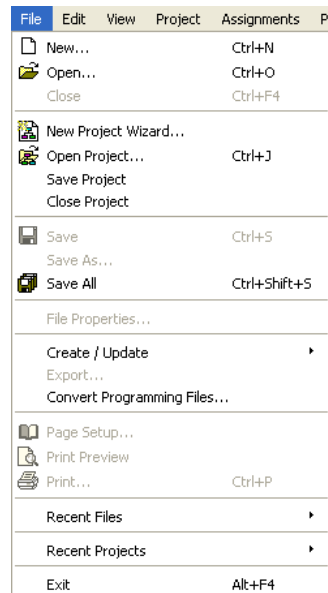 File Edit View Project Assignments P
New... Ctrl+N
Open... Ctrl+O
Close Ctrl+F4
New Project Wizard...
Open Project... Ctrl+J
Save Project
Close Project
Save Ctrl+S
Save As...
Save All Ctrl+Shift+S
File Properties...
Create / Update
Export...
Convert Programming Files...
Page Setup...
Print Preview
Print... Ctrl+P
Recent Files
Recent Projects
Exit Alt+F4